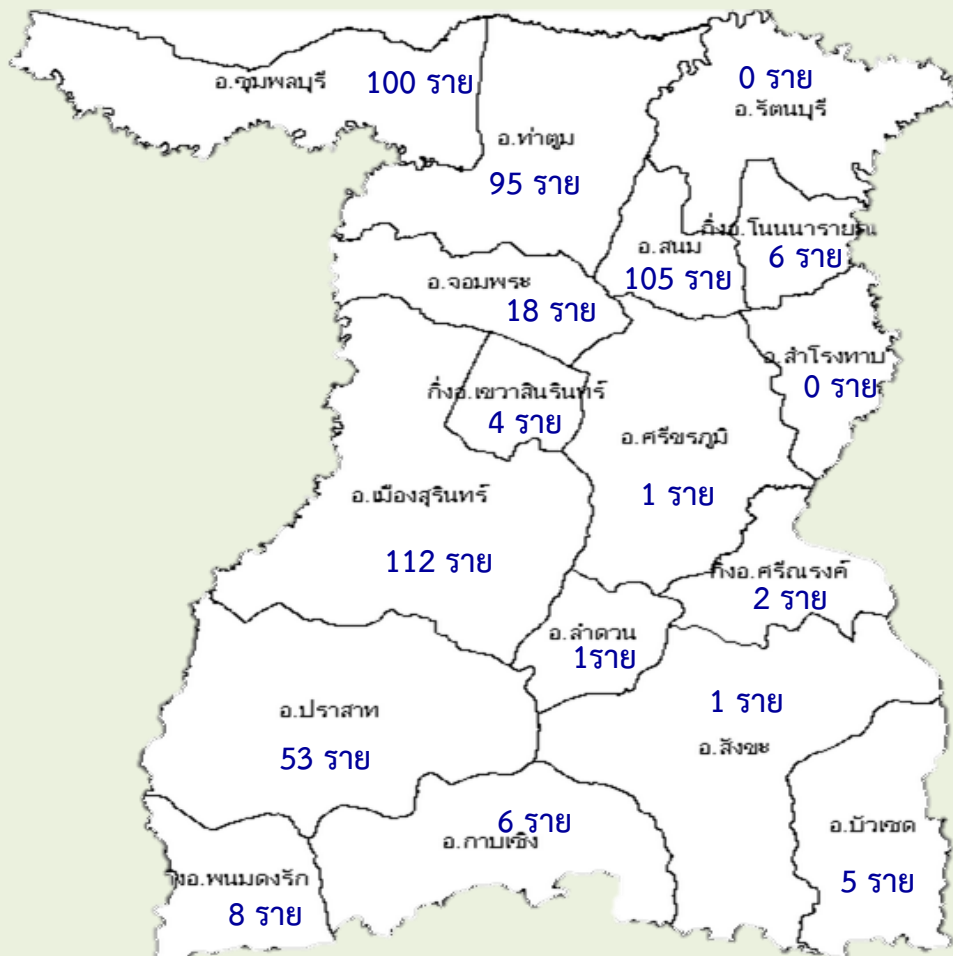 อ.ชุมพลบุรี
100 ราย
0 ราย
อ.รัตนบุรี
อ.ท่าตูม
95 ราย
กิ่งอ.โนนนารายณ
6 ราย
อ.สนม
105 ราย
อ.จอมพระ
18 ราย
อ.สำโรงทาบ
0 ราย
กิ่งอ.เขวาสินรินทร์
4 ราย
อ.ศรีขรภูมิ
1 ราย
อ.เมืองสุรินทร์
112 ราย
กิ่งอ.ศรีณรงค์
2 ราย
อ.ลำดวน
1ราย
1 ราย
อ.สังขะ
อ.ปราสาท
53 ราย
6 ราย
อ.กาบเชิง
อ.บัวเชด
5 ราย
งอ.พนมดงรัก
8 ราย